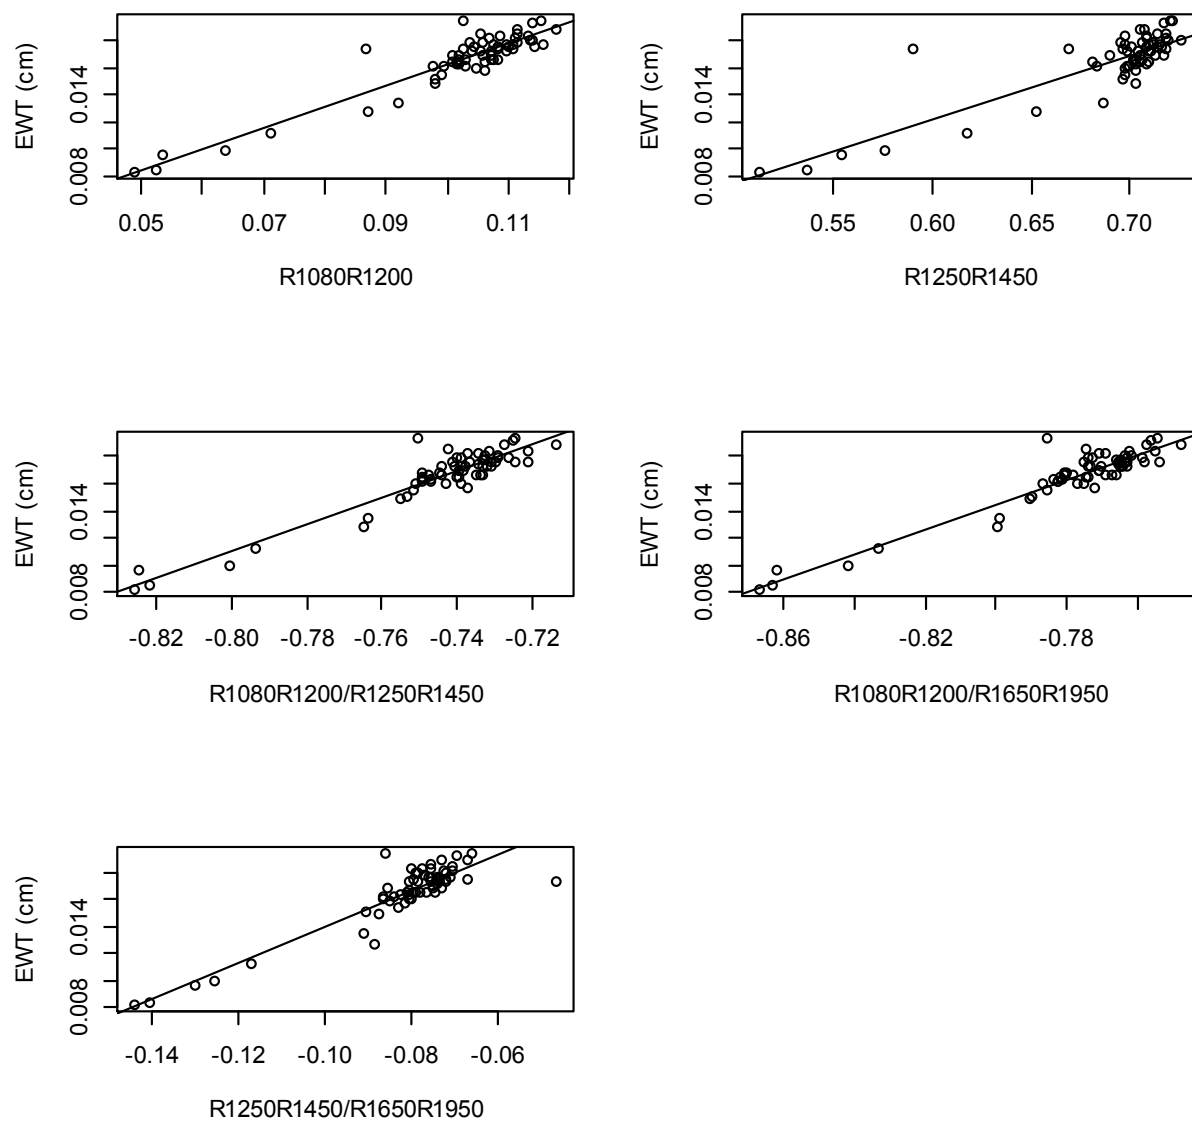 EWT (cm)
0.008 0.014
0.05 0.07 0.09 0.11
R1080R1200
EWT (cm)
0.008 0.014
0.55 0.60 0.65 0.70
R1250R1450
EWT (cm)
0.008 0.014
-0.82 -0.80 -0.78 -0.76 -0.74 -0.72
R1080R1200/R1250R1450
EWT (cm)
0.008 0.014
-0.86 -0.82 -0.78
R1080R1200/R1650R1950
EWT (cm)
0.008 0.014
-0.14 -0.12 -0.10 -0.08 -0.06
R1250R1450/R1650R1950